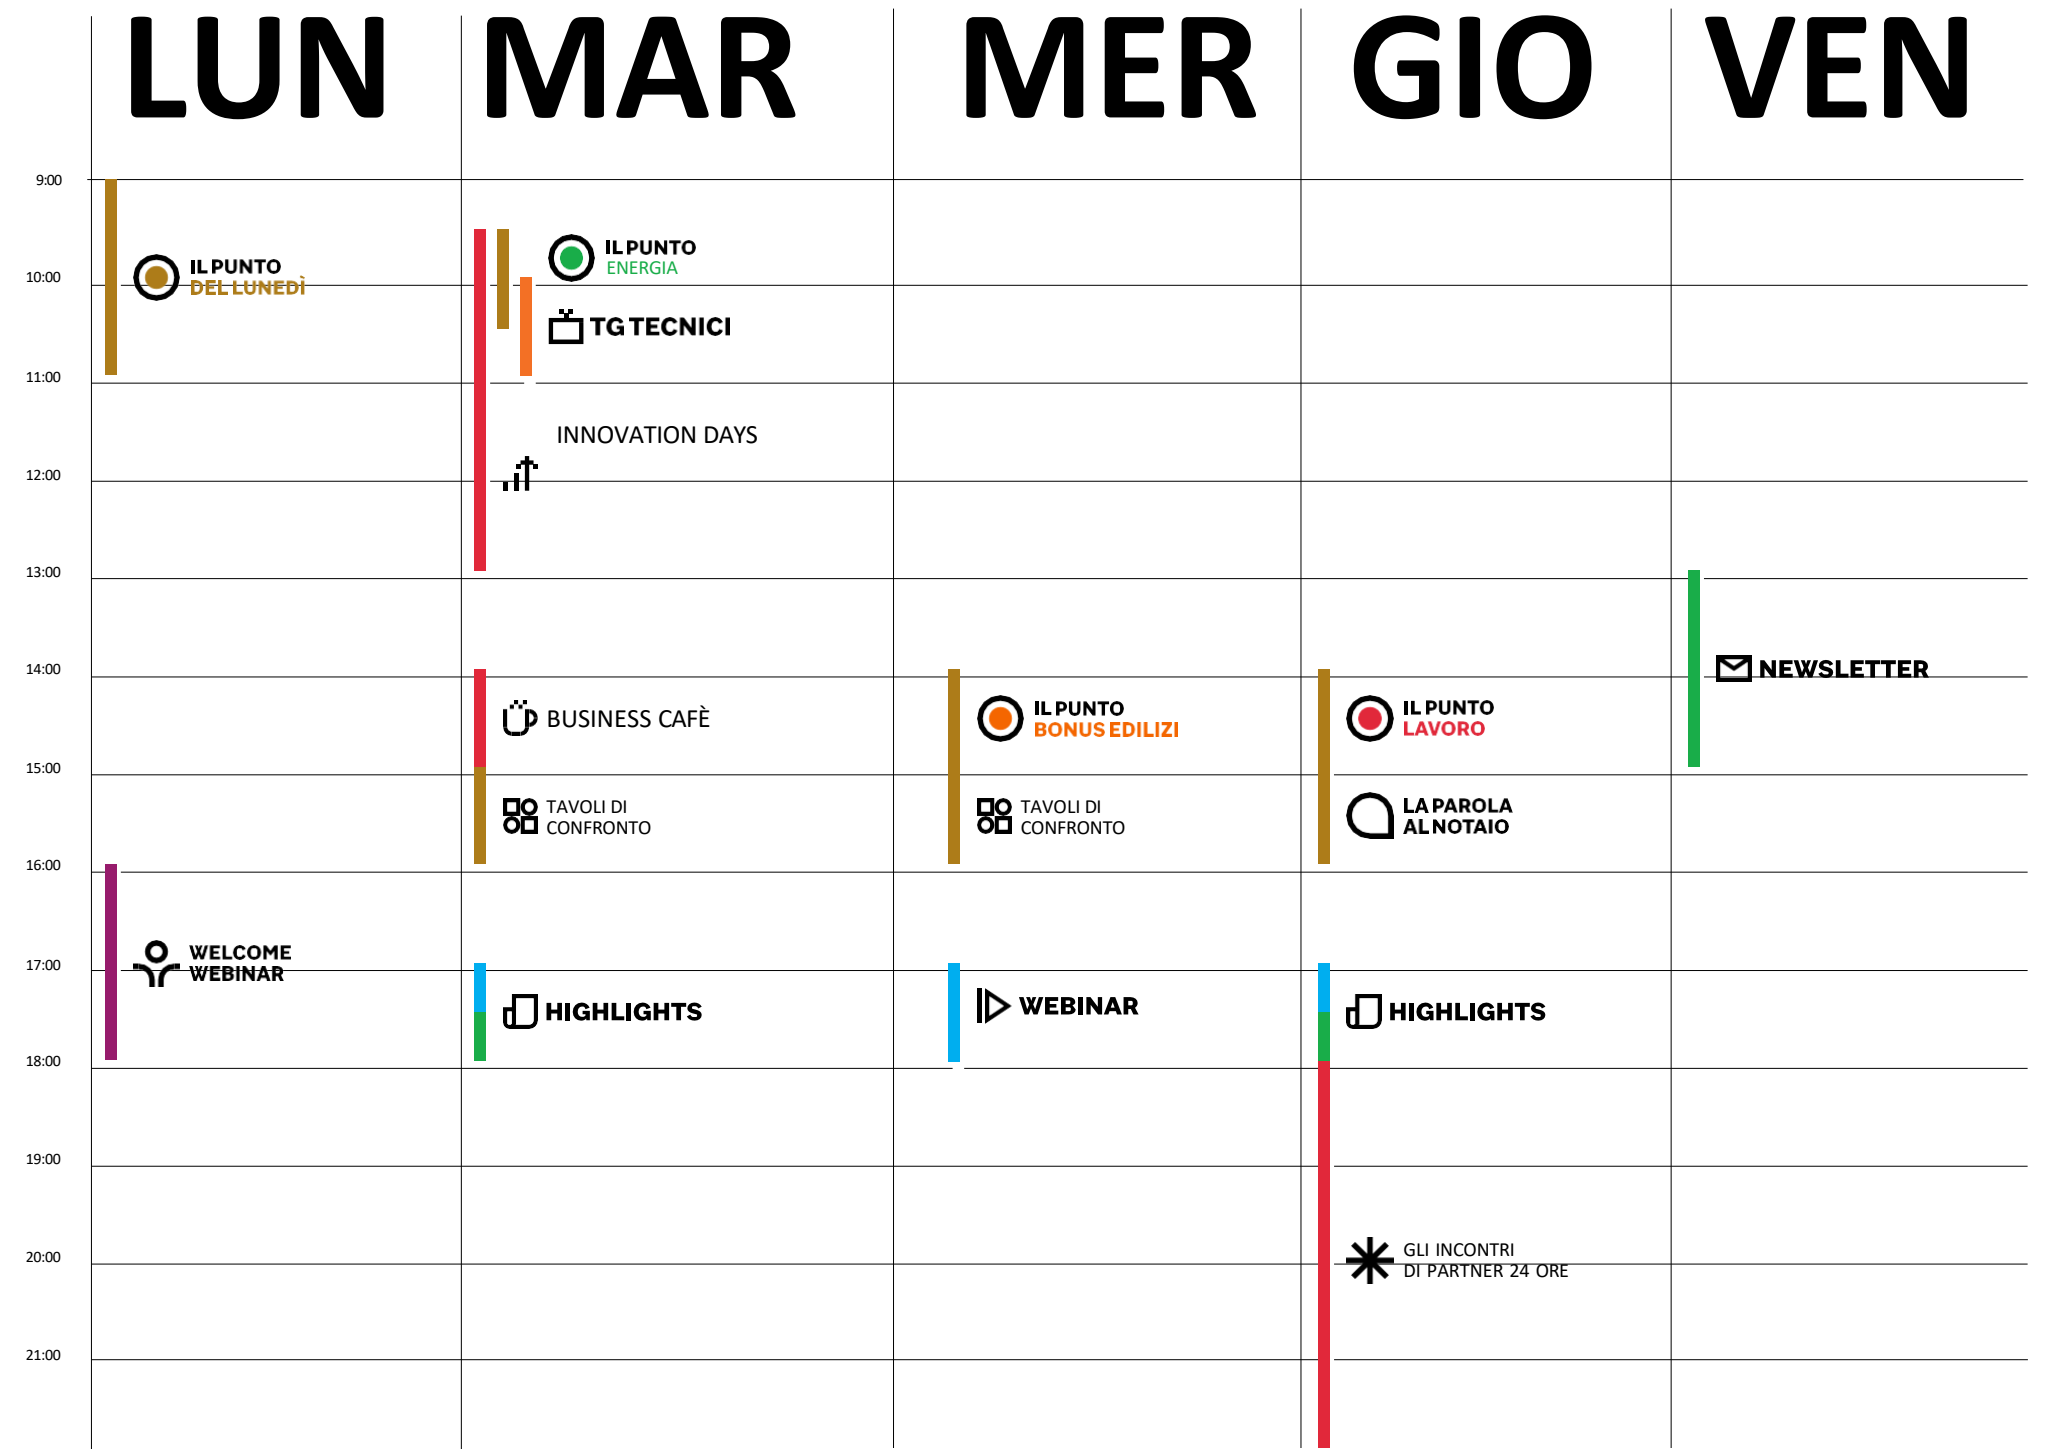 LUN MAR MER GIO VEN
9:00
IL PUNTO
DEL LUNEDÌ
IL PUNTO
ENERGIA
10:00
TG TECNICI
11:00
INNOVATION DAYS
12:00
13:00
14:00
NEWSLETTER
BUSINESS CAFÈ
IL PUNTO
BONUS EDILIZI
IL PUNTO
LAVORO
15:00
TAVOLI DI
CONFRONTO
TAVOLI DI
CONFRONTO
LA PAROLA
AL NOTAIO
16:00
WELCOME
WEBINAR
17:00
HIGHLIGHTS
WEBINAR
HIGHLIGHTS
18:00
19:00
20:00
GLI INCONTRI
DI PARTNER 24 ORE
21:00